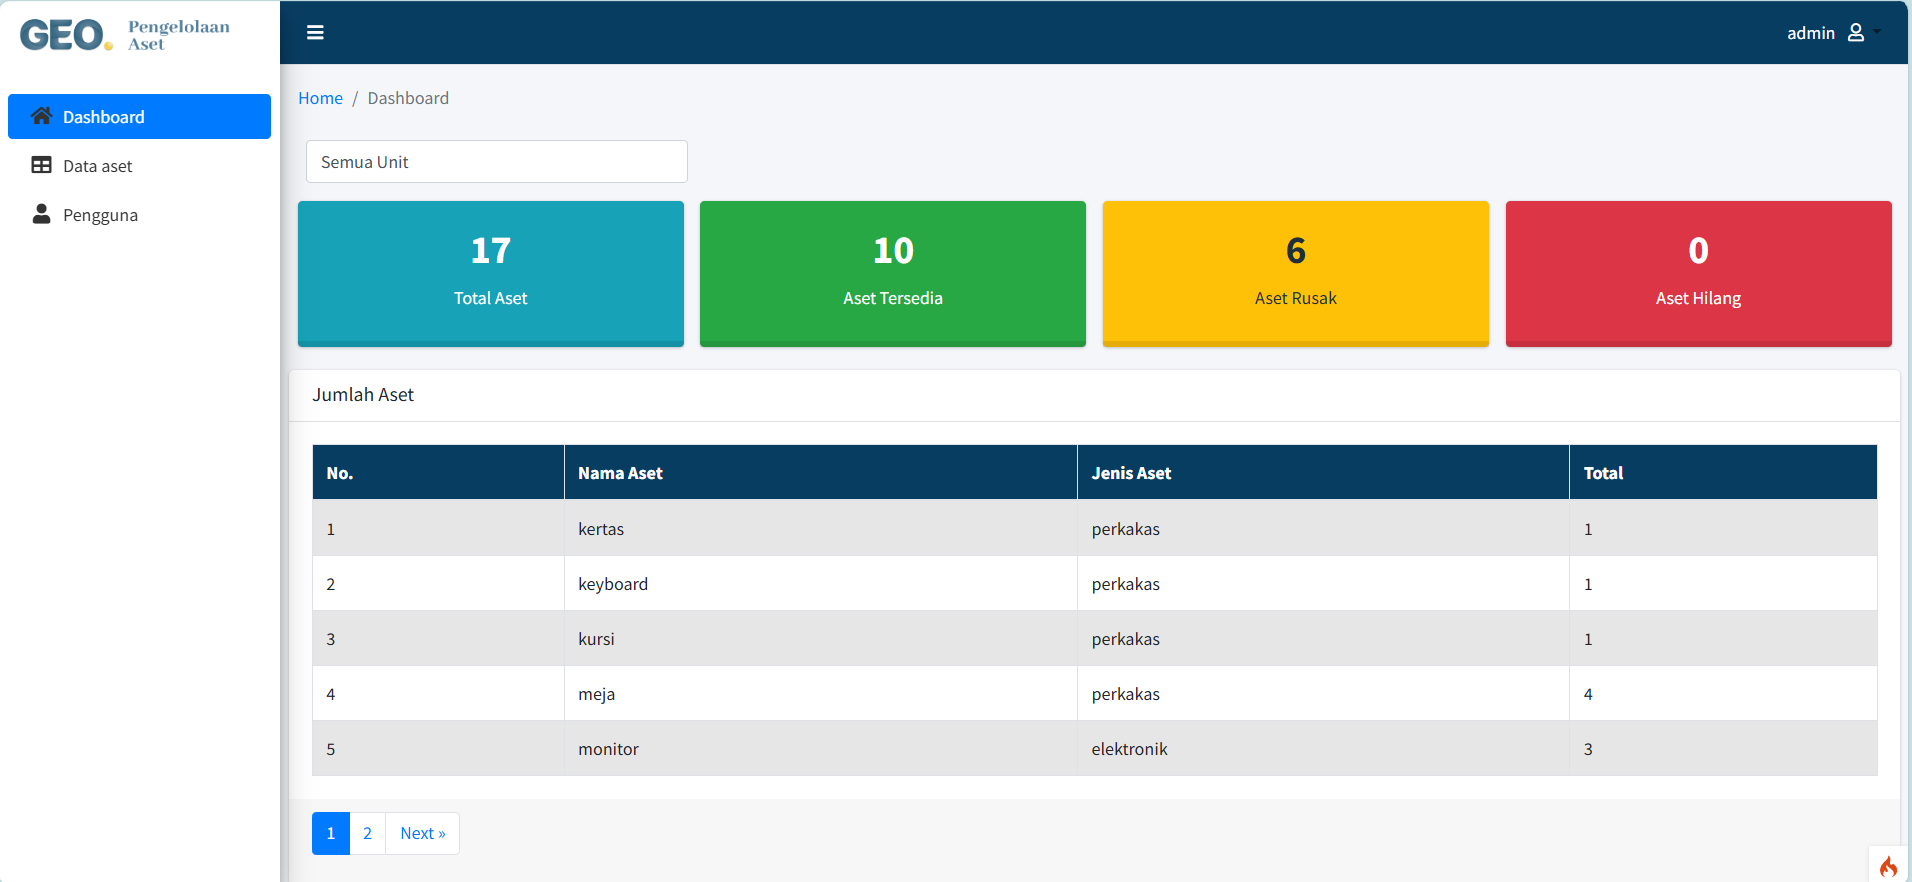 GEO. Pengelolaan
Aset
admin
Dashboard
Data aset
Pengguna
Home / Dashboard
Semua Unit
17
Total Aset
10
Aset Tersedia
6
Aset Rusak
0
Aset Hilang
Jumlah Aset
No. Nama Aset Jenis Aset Total
1 kertas perkakas 1
2 keyboard perkakas 1
3 kursi perkakas 1
4 meja perkakas 4
5 monitor elektronik 3
1 2 Next »